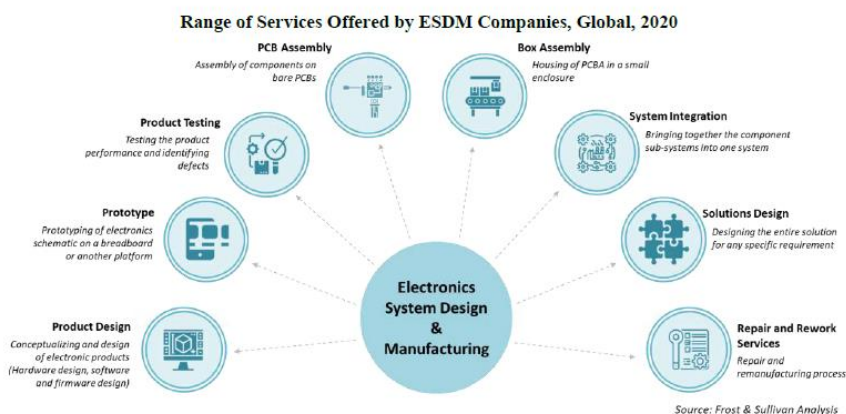 Range of Services Offered by ESDM Companies, Global, 2020
PCB Assembly
Assembly of components on
bare PCBs
Box Assembly
Housing of PCBA in a small
enclosure
Product Testing
Testing the product
performance and identifying
defects
System Integration
Bringing together the component
sub-systems into one system
Prototype
Prototyping of electronics
schematic on a breadboard
or another platform
Solutions Design
Designing the entire solution
for any specific requirement
Electronics
System Design
&
Manufacturing
Product Design
Conceptualizing and design
of electronic products
(Hardware design, software
and firmware design)
Repair and Rework
Services
Repair and
remanufacturing process
Source: Frost & Sullivan Analysis